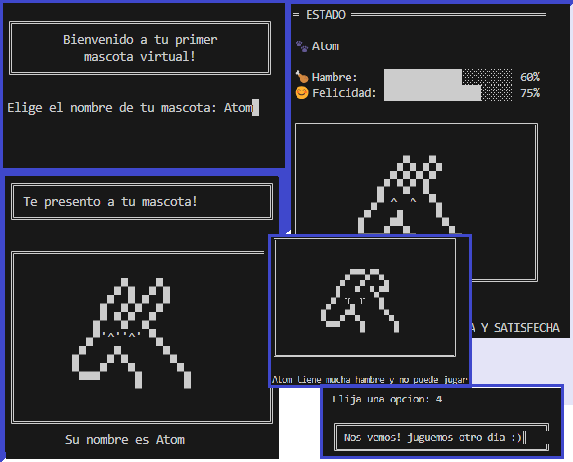 Bienvenido a tu primer
mascota virtual!
Elige el nombre de tu mascota: Atom
Te presento a tu mascota!
Su nombre es Atom
ESTADO
Atom
Hambre: 60%
Felicidad: 75%
A Y SATISFECHA
Atom tiene mucha hambre y no puede jugar
Elija una opcion: 4
Nos vemos! juguemos otro dia :)